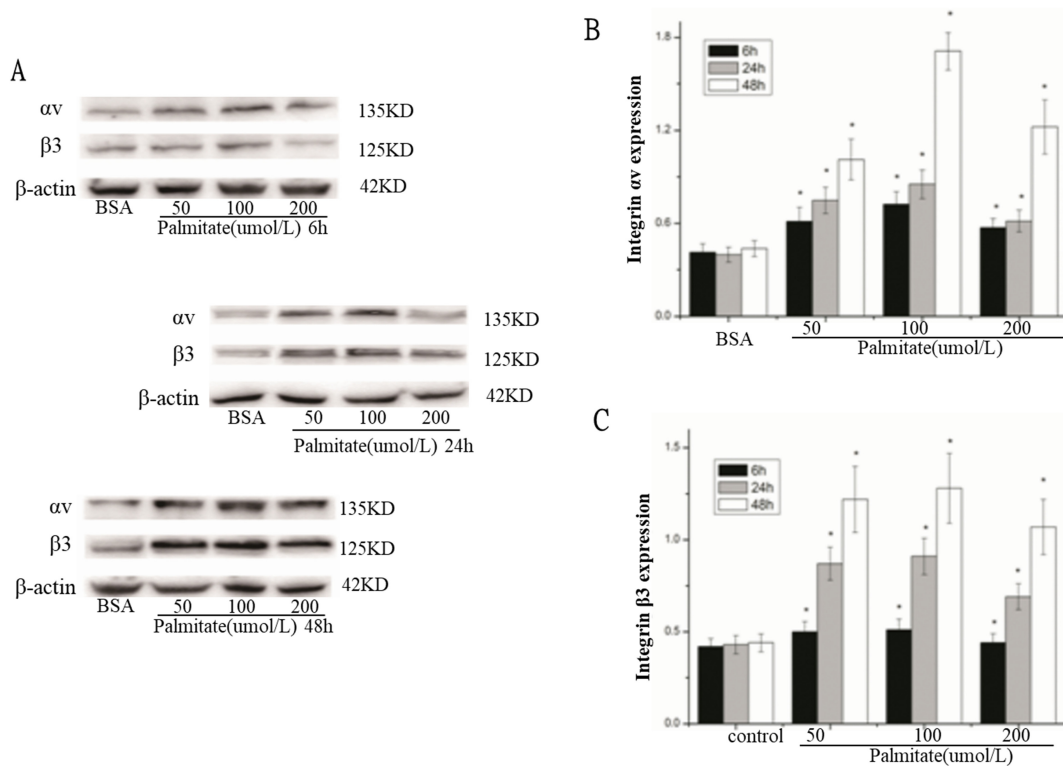 A
αv 135KD
β3 125KD
β-actin 42KD
BSA 50 100 200
Palmitate(umol/L) 6h
αv 135KD
β3 125KD
β-actin 42KD
BSA 50 100 200
Palmitate(umol/L) 24h
αv 135KD
β3 125KD
β-actin 42KD
BSA 50 100 200
Palmitate(umol/L) 48h
B
Integrin αv expression
1.8
1.2
0.6
0.0
6h
24h
48h
* * *
* * *
* * *
BSA 50 100 200
Palmitate(umol/L)
C
Integrin β3 expression
1.5
1.0
0.5
0.0
6h
24h
48h
* * *
* * *
* * *
control 50 100 200
Palmitate(umol/L)